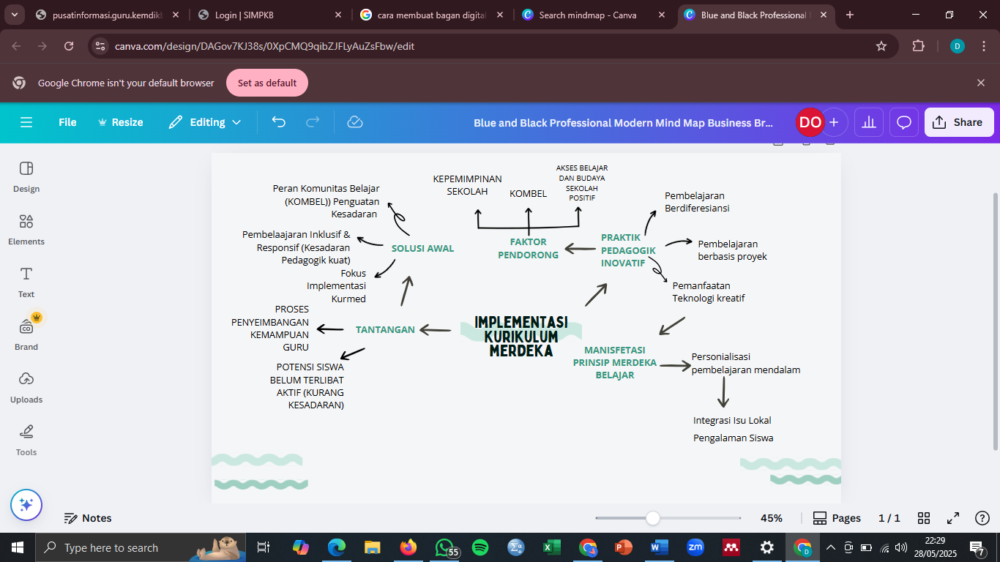 pusatinformasi.guru.kemdikb
Login | SIMPKB
cara membuat bagan digital
Search mindmap - Canva
Blue and Black Professional
canva.com/design/DAGov7KJ38s/0XpCMQ9qibZJFLyAuZsFbw/edit
D
Google Chrome isn't your default browser
Set as default
File
Resize
Editing
Blue and Black Professional Modern Mind Map Business Br...
DO
Share
Design
Elements
Text
Brand
Uploads
Tools
Peran Komunitas Belajar
(KOMBEL)) Penguatan
Kesadaran
KEPEMIMPINAN
SEKOLAH
KOMBEL
AKSES BELAJAR
DAN BUDAYA
SEKOLAH
POSITIF
Pembelajaran
Berdiferesiansi
Pembelaajaran Inklusif &
Responsif (Kesadaran
Pedagogik kuat)
SOLUSI AWAL
FAKTOR
PENDORONG
PRAKTIK
PEDAGOGIK
INOVATIF
Pembelajaran
berbasis proyek
Fokus
Implementasi
Kurmed
Pemanfaatan
Teknologi kreatif
PROSES
PENYEIMBANGAN
KEMAMPUAN
GURU
TANTANGAN
IMPLEMENTASI
KURIKULUM
MERDEKA
MANISFETASI
PRINSIP MERDEKA
BELAJAR
Personialisasi
pembelajaran mendalam
POTENSI SISWA
BELUM TERLIBAT
AKTIF (KURANG
KESADARAN)
Integrasi Isu Lokal
Pengalaman Siswa
Notes
45%
Pages
1 / 1
Type here to search
55
22:29
28/05/2025
7